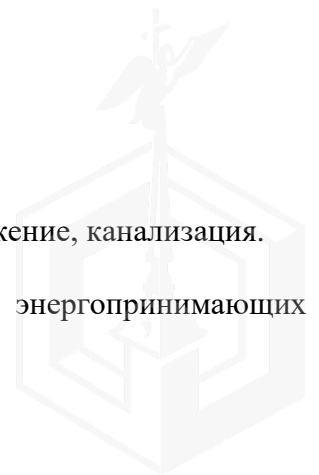 жение, канализация.
энергопринимающих